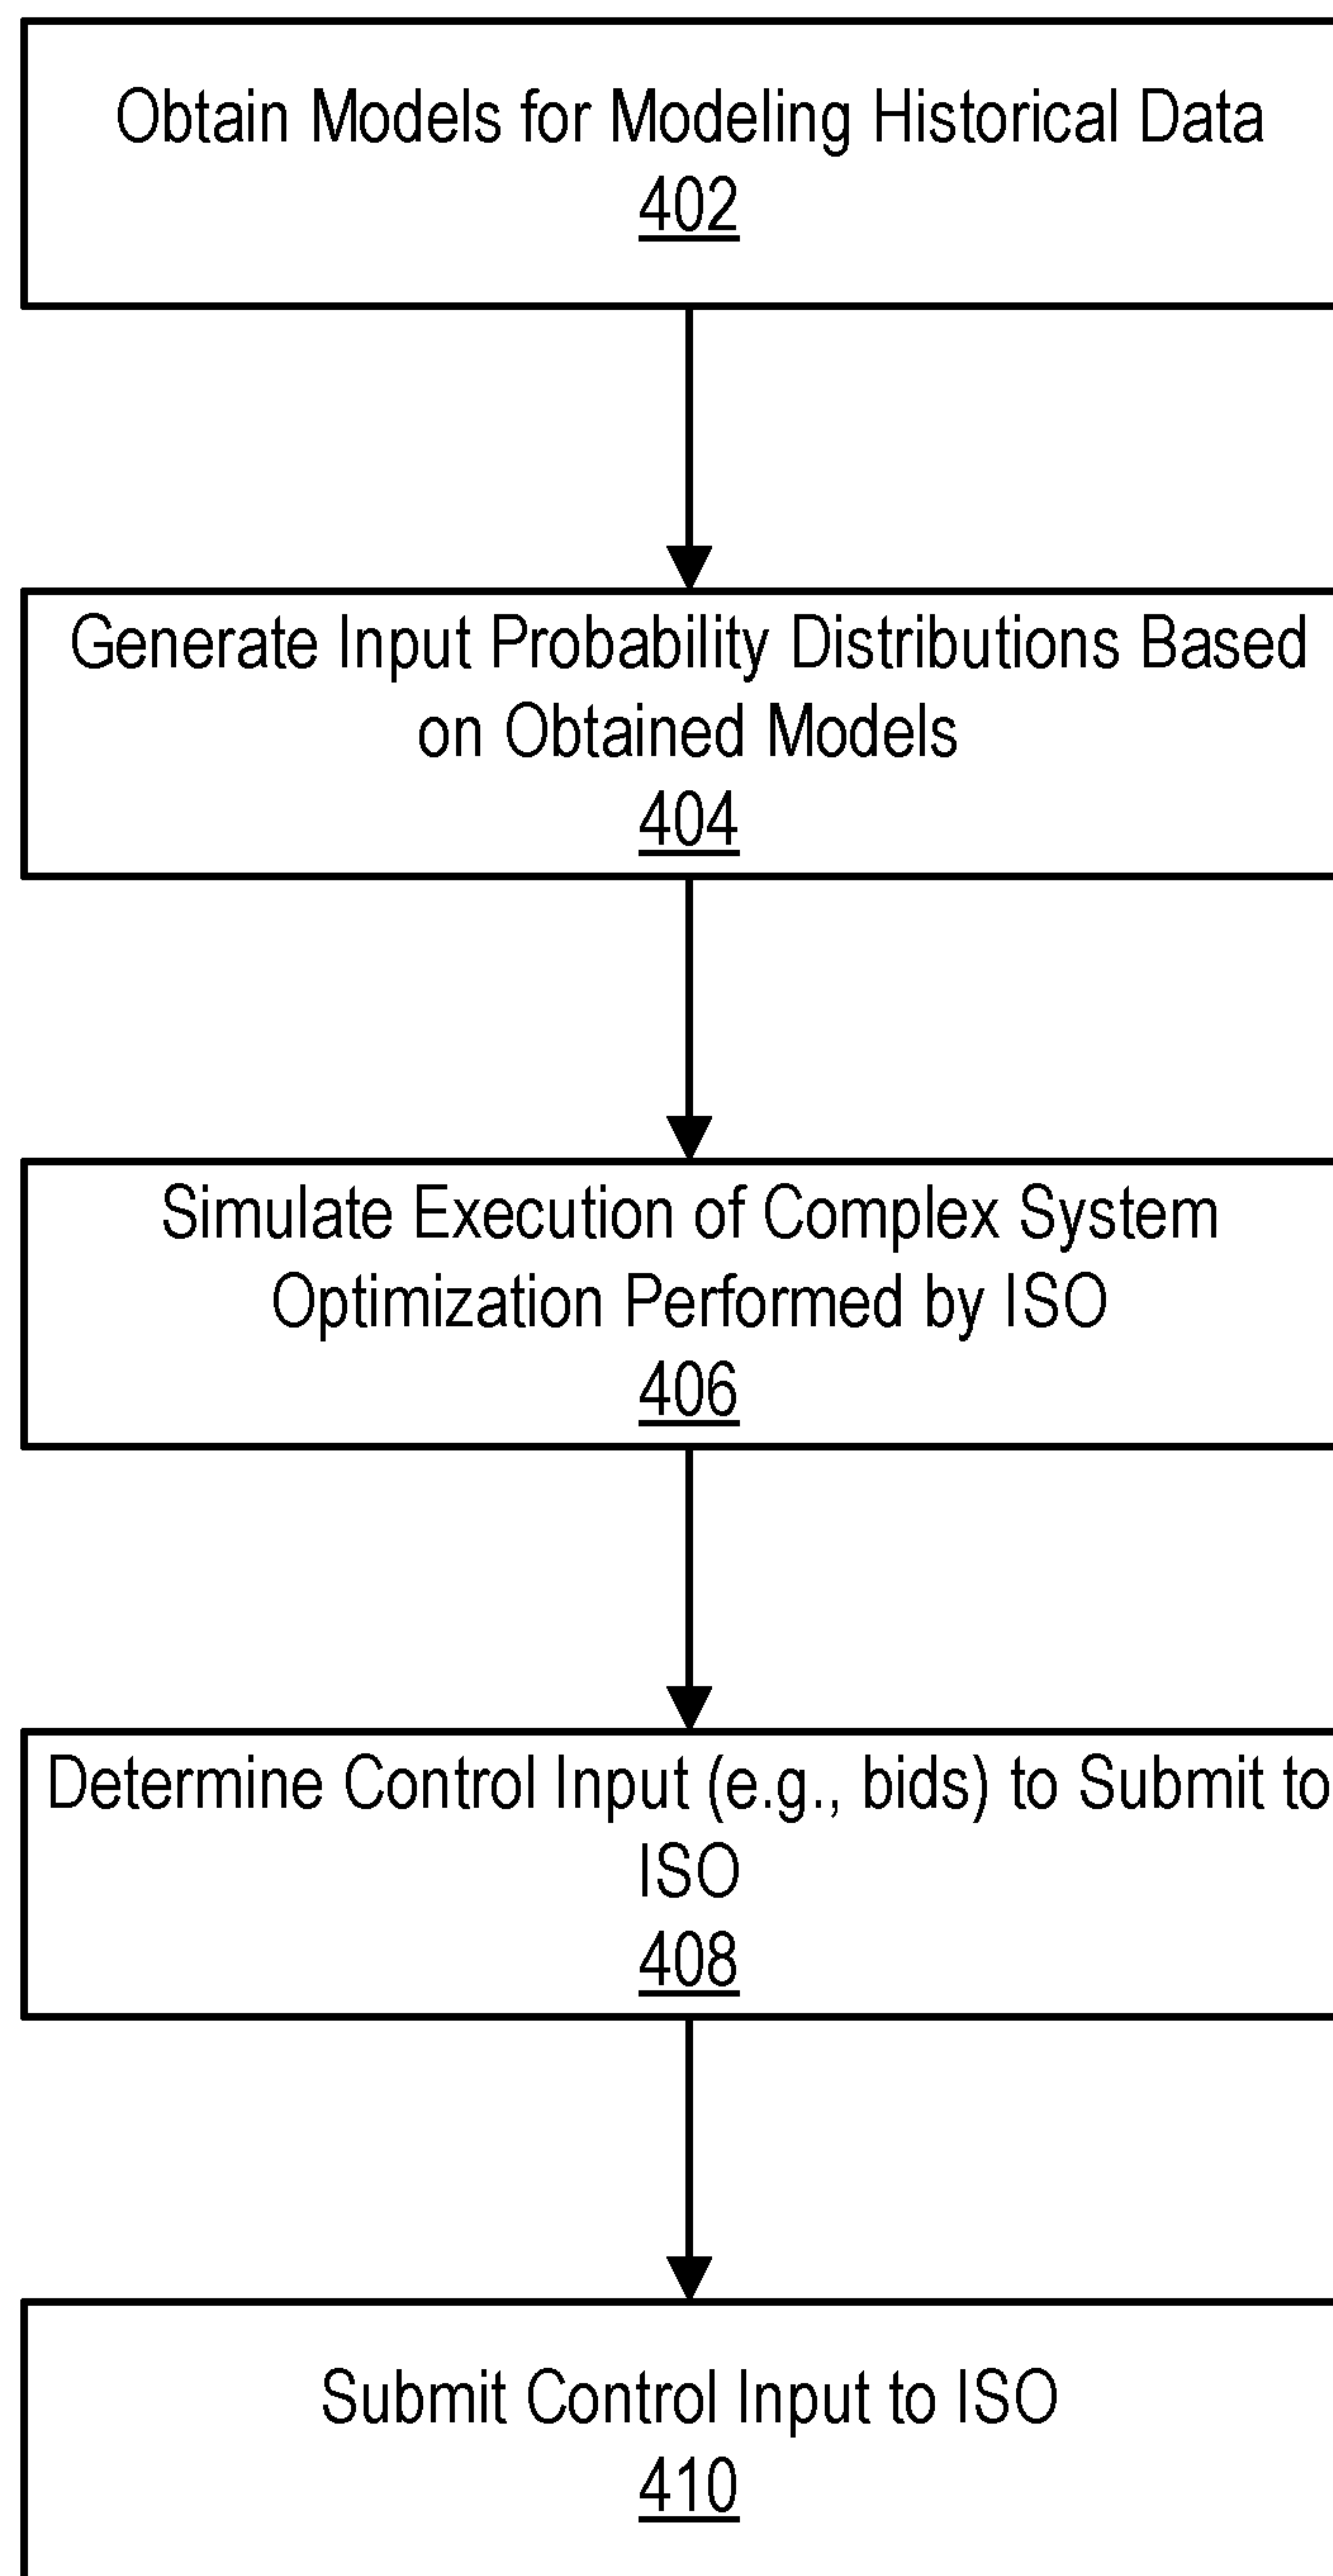 Obtain Models for Modeling Historical Data
402
Generate Input Probability Distributions Based
on Obtained Models
404
Simulate Execution of Complex System
Optimization Performed by ISO
406
Determine Control Input (e.g., bids) to Submit to
ISO
408
Submit Control Input to ISO
410